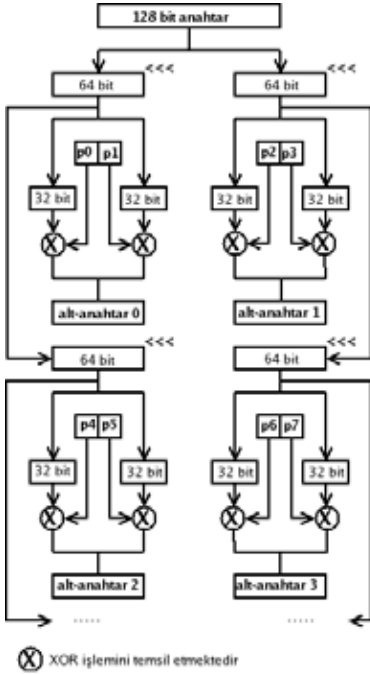 128 bit anahtar
<<< <<<
64 bit 64 bit
p0 p1 p2 p3
32 bit 32 bit 32 bit 32 bit
X X X X
alt-anahtar 0 alt-anahtar 1
<<< <<<
64 bit 64 bit
p4 p5 p6 p7
32 bit 32 bit 32 bit 32 bit
X X X X
alt-anahtar 2 alt-anahtar 3
..... .....
X XOR işlemini temsil etmektedir